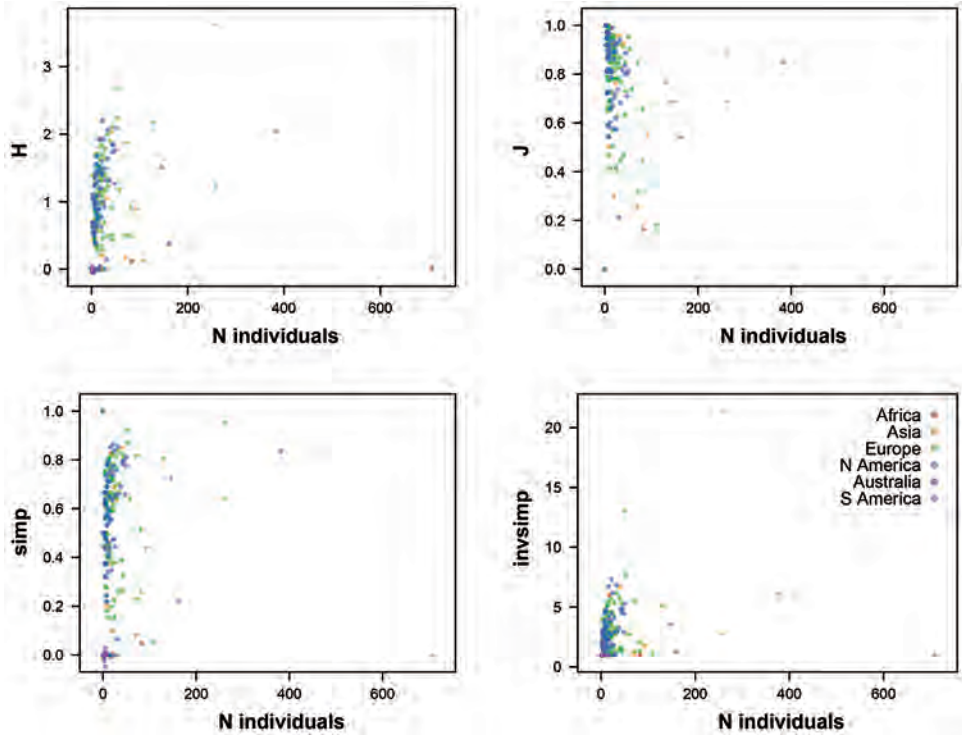 H
3
2
1
0
0
200
400
600
N individuals
J
1.0
0.8
0.6
0.4
0.2
0.0
0
200
400
600
N individuals
simp
1.0
0.8
0.6
0.4
0.2
0.0
0
200
400
600
N individuals
invsimp
20
15
10
5
0
0
200
400
600
N individuals
Africa
Asia
Europe
N America
Australia
S America